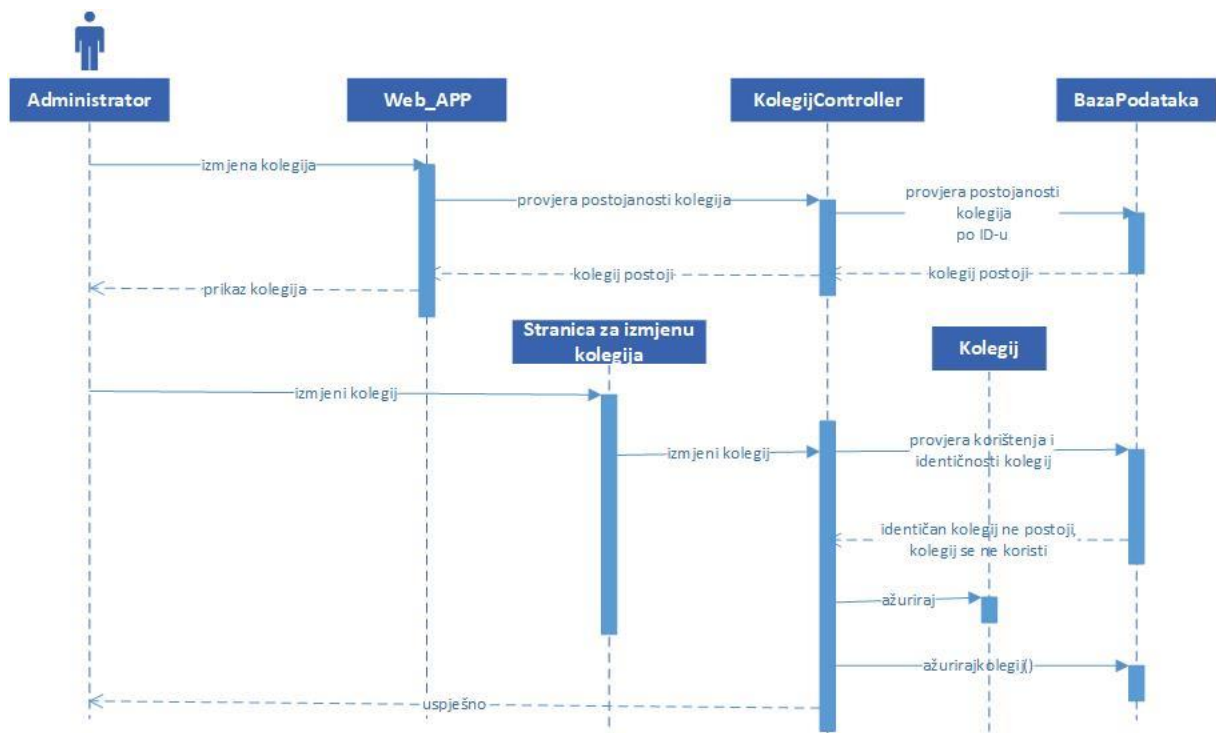 Administrator
Web_APP
KolegijController
BazaPodataka
izmjena kolegija
provjera postojanosti kolegija
provjera postojanosti
kolegija
po ID-u
kolegij postoji
kolegij postoji
prikaz kolegija
Stranica za izmjenu
kolegija
Kolegij
izmjeni kolegij
izmjeni kolegij
provjera korištenja i
identičnosti kolegij
identičan kolegij ne postoji,
kolegij se ne koristi
ažuriraj
ažurirajkolegij()
uspješno